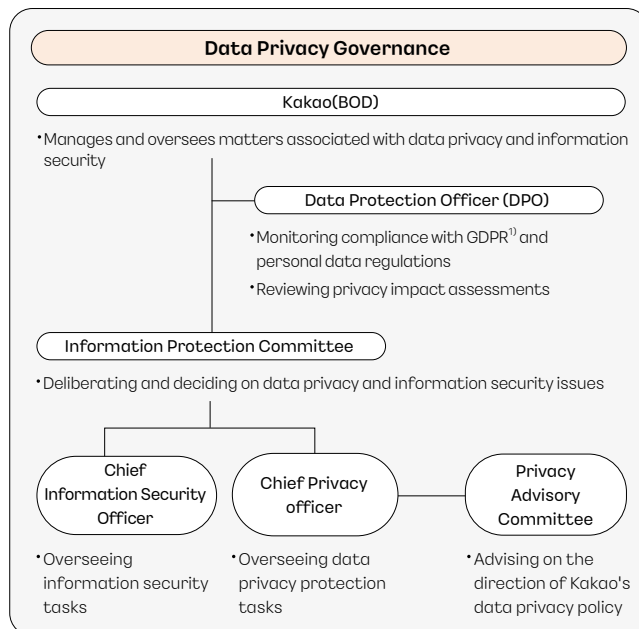 Data Privacy Governance
Kakao(BOD)
•Manages and oversees matters associated with data privacy and information
security
Data Protection Officer (DPO)
•Monitoring compliance with GDPR1) and
personal data regulations
•Reviewing privacy impact assessments
Information Protection Committee
•Deliberating and deciding on data privacy and information security issues
Chief
Information Security
Officer
•Overseeing
information security
tasks
Chief Privacy
officer
•Overseeing data
privacy protection
tasks
Privacy
Advisory
Committee
•Advising on the
direction of Kakao's
data privacy policy